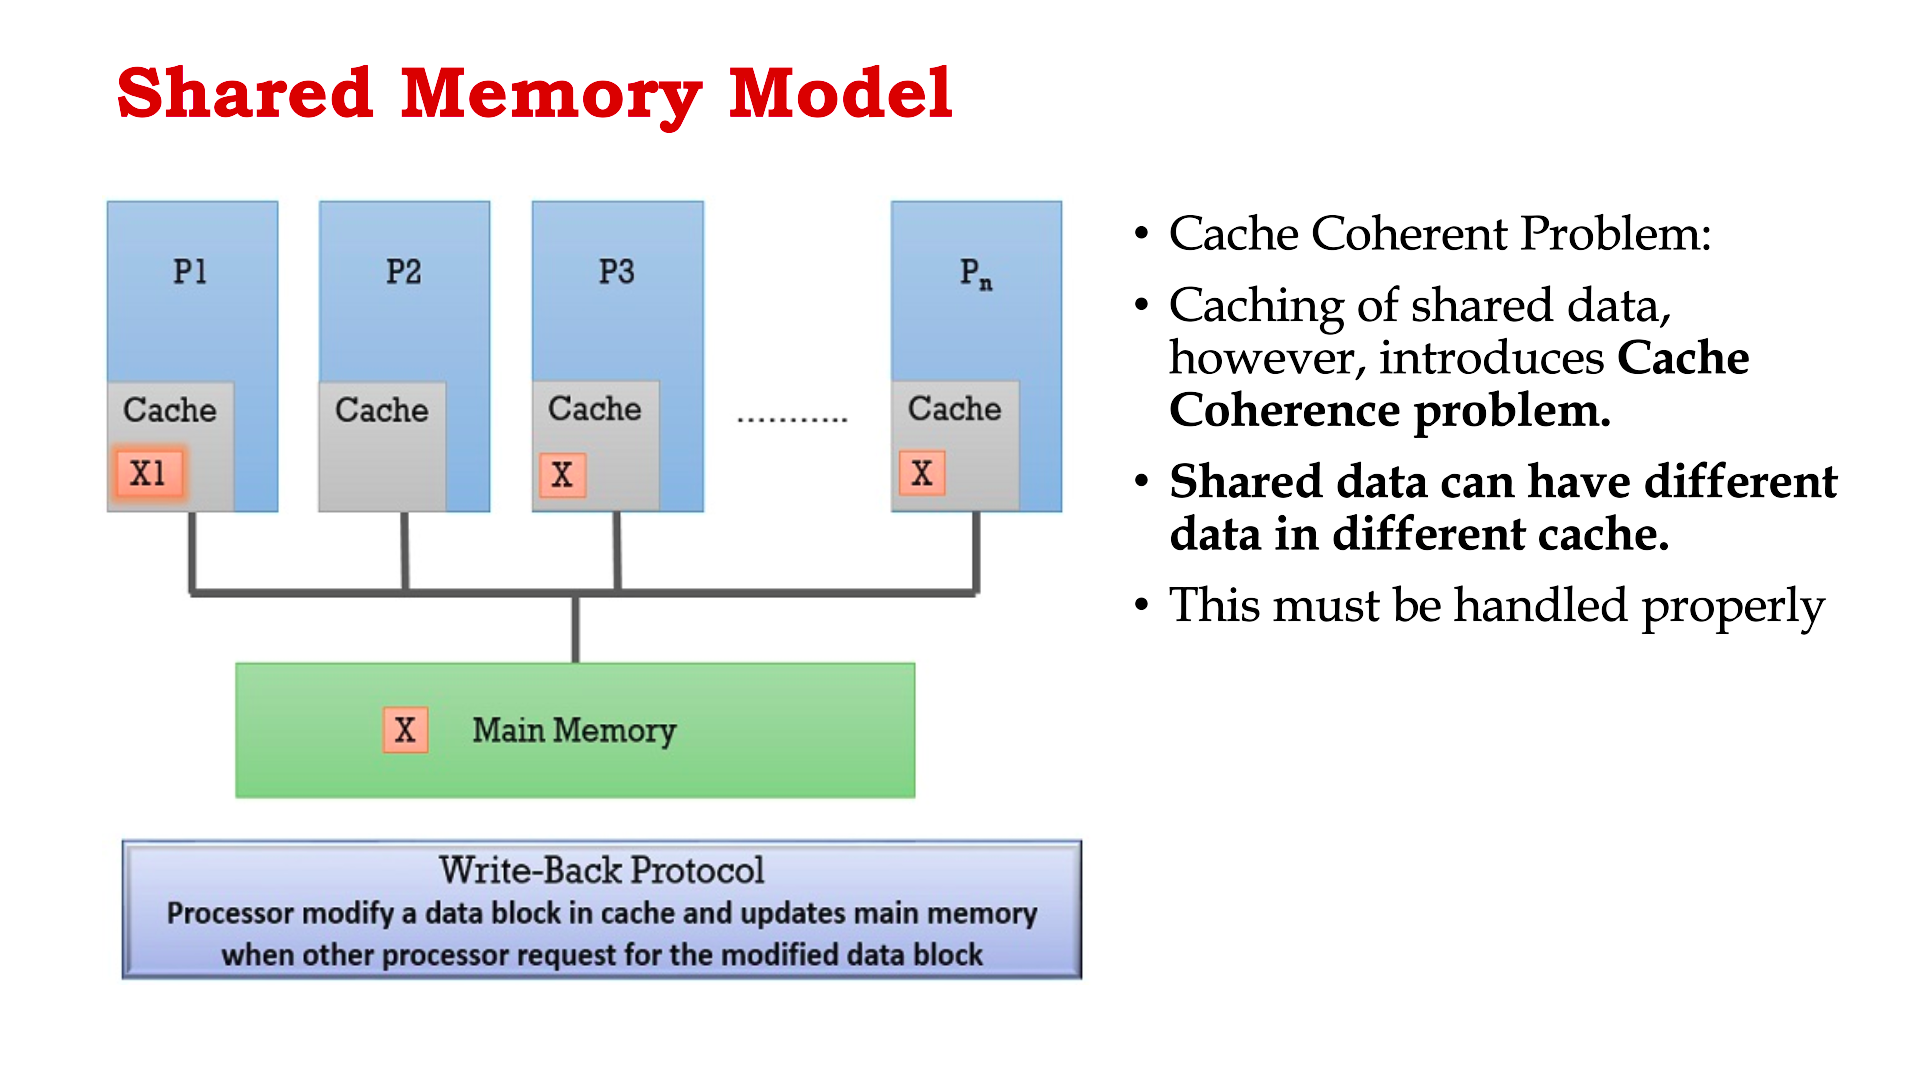 Shared Memory Model
P1
P2
P3
Pn
Cache
Cache
Cache
...........
Cache
X1
X
X
X
Main Memory
Write-Back Protocol
Processor modify a data block in cache and updates main memory
when other processor request for the modified data block
• Cache Coherent Problem:
• Caching of shared data,
however, introduces Cache
Coherence problem.
• Shared data can have different
data in different cache.
• This must be handled properly